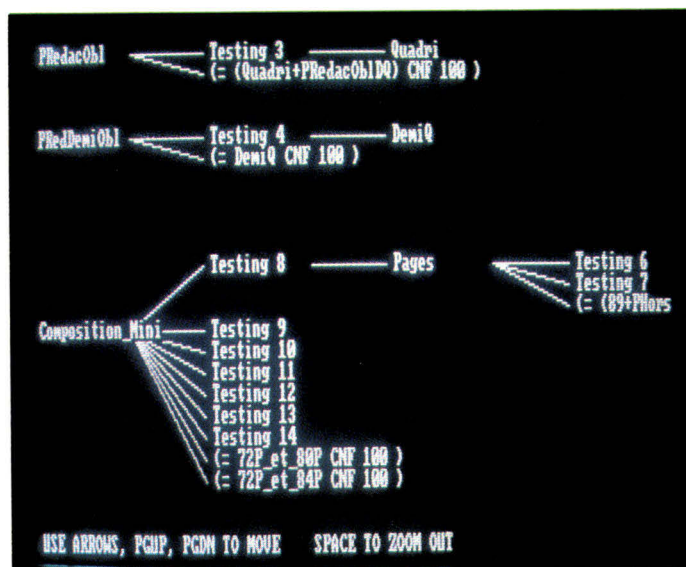 PRedacObl Testing 3 Quadri
(= (Quadri+PRedacOblDQ) CNF 100 )
PRedDemiObl Testing 4 DemiQ
(= DemiQ CNF 100 )
Testing 8 Pages Testing 6
Testing 7
(= (89+PHors
Composition_Mini Testing 9
Testing 10
Testing 11
Testing 12
Testing 13
Testing 14
(= 72P_et_80P CNF 100 )
(= 72P_et_84P CNF 100 )
USE ARROWS, PGUP, PGDN TO MOVE SPACE TO ZOOM OUT